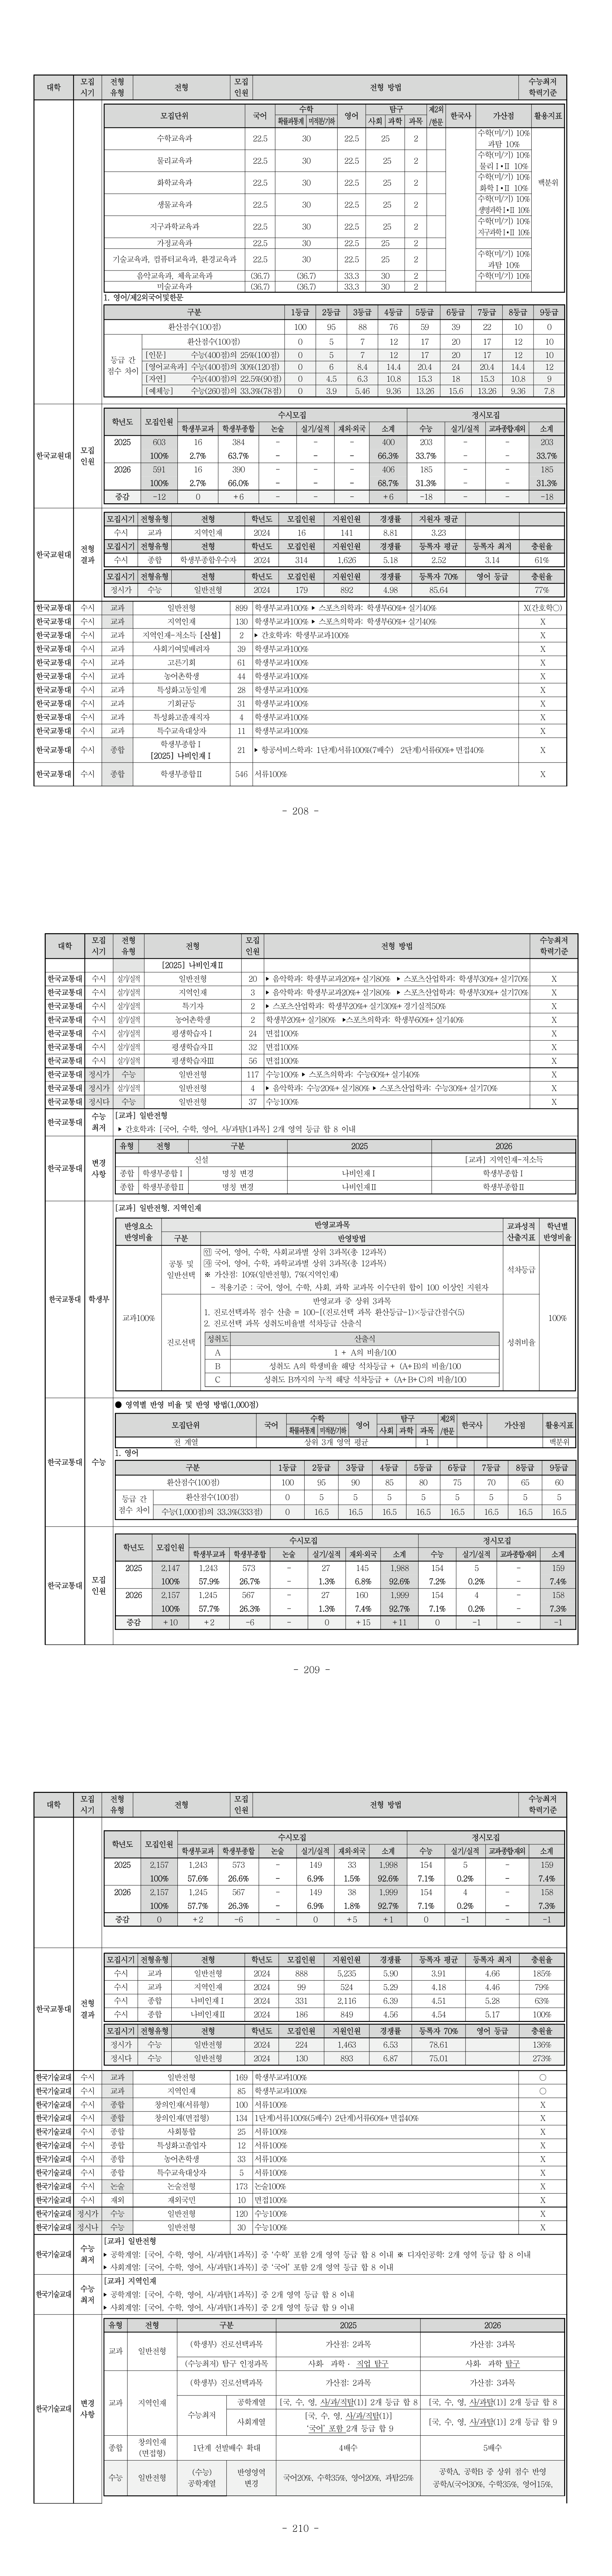 대학 모집시기 전형유형 전형 모집인원 전형 방법 수능최저학력기준
모집단위 국어 수학 영어 탐구 제2외/한문 한국사 가산점 활용지표
확률과통계 미적분/기하 사회 과학 과목
수학교육과 22.5 30 22.5 25 2 수학(미/기) 10% 과탐 10%
물리교육과 22.5 30 22.5 25 2 수학(미/기) 10% 물리Ⅰ•Ⅱ 10%
화학교육과 22.5 30 22.5 25 2 수학(미/기) 10% 화학Ⅰ•Ⅱ 10% 백분위
생물교육과 22.5 30 22.5 25 2 수학(미/기) 10% 생명과학Ⅰ•Ⅱ 10%
지구과학교육과 22.5 30 22.5 25 2 수학(미/기) 10% 지구과학Ⅰ•Ⅱ 10%
가정교육과 22.5 30 22.5 25 2
기술교육과, 컴퓨터교육과, 환경교육과 22.5 30 22.5 25 2 수학(미/기) 10% 과탐 10%
음악교육과, 체육교육과 (36.7) (36.7) 33.3 30 2 수학(미/기) 10%
미술교육과 (36.7) (36.7) 33.3 30 2
1. 영어/제2외국어및한문
구분 1등급 2등급 3등급 4등급 5등급 6등급 7등급 8등급 9등급
환산점수(100점) 100 95 88 76 59 39 22 10 0
등급 간 점수 차이 환산점수(100점) 0 5 7 12 17 20 17 12 10
[인문] 수능(400점)의 25%(100점) 0 5 7 12 17 20 17 12 10
[영어교육과] 수능(400점)의 30%(120점) 0 6 8.4 14.4 20.4 24 20.4 14.4 12
[자연] 수능(400점)의 22.5%(90점) 0 4.5 6.3 10.8 15.3 18 15.3 10.8 9
[예체능] 수능(260점)의 33.3%(78점) 0 3.9 5.46 9.36 13.26 15.6 13.26 9.36 7.8
한국교원대 모집인원
학년도 모집인원 수시모집 정시모집
학생부교과 학생부종합 논술 실기/실적 재외·외국 소계 수능 실기/실적 교과종합/재외 소계
2025 603 16 384 - - - 400 203 - - 203
100% 2.7% 63.7% - - - 66.3% 33.7% - - 33.7%
2026 591 16 390 - - - 406 185 - - 185
100% 2.7% 66.0% - - - 68.7% 31.3% - - 31.3%
증감 -12 0 +6 - - - +6 -18 - - -18
한국교원대 전형결과
모집시기 전형유형 전형 학년도 모집인원 지원인원 경쟁률 지원자 평균
수시 교과 지역인재 2024 16 141 8.81 3.23
모집시기 전형유형 전형 학년도 모집인원 지원인원 경쟁률 등록자 평균 등록자 최저 충원율
수시 종합 학생부종합우수자 2024 314 1,626 5.18 2.52 3.14 61%
모집시기 전형유형 전형 학년도 모집인원 지원인원 경쟁률 등록자 70% 영어 등급 충원율
정시가 수능 일반전형 2024 179 892 4.98 85.64 77%
한국교통대 수시 교과 일반전형 899 학생부교과100% ▶ 스포츠의학과: 학생부60%+실기40% X(간호학○)
한국교통대 수시 교과 지역인재 130 학생부교과100% ▶ 스포츠의학과: 학생부60%+실기40% X
한국교통대 수시 교과 지역인재-저소득 [신설] 2 ▶ 간호학과: 학생부교과100% X
한국교통대 수시 교과 사회기여및배려자 39 학생부교과100% X
한국교통대 수시 교과 고른기회 61 학생부교과100% X
한국교통대 수시 교과 농어촌학생 44 학생부교과100% X
한국교통대 수시 교과 특성화고동일계 28 학생부교과100% X
한국교통대 수시 교과 기회균등 31 학생부교과100% X
한국교통대 수시 교과 특성화고졸재직자 4 학생부교과100% X
한국교통대 수시 교과 특수교육대상자 11 학생부교과100% X
한국교통대 수시 종합 학생부종합Ⅰ [2025] 나비인재Ⅰ 21 ▶ 항공서비스학과: 1단계)서류100%(7배수) 2단계)서류60%+면접40% X
한국교통대 수시 종합 학생부종합Ⅱ 546 서류100% X
- 208 -
대학 모집시기 전형유형 전형 모집인원 전형 방법 수능최저학력기준
[2025] 나비인재Ⅱ
한국교통대 수시 실기/실적 일반전형 20 ▶ 음악학과: 학생부교과20%+실기80% ▶ 스포츠산업학과: 학생부30%+실기70% X
한국교통대 수시 실기/실적 지역인재 3 ▶ 음악학과: 학생부교과20%+실기80% ▶ 스포츠산업학과: 학생부30%+실기70% X
한국교통대 수시 실기/실적 특기자 2 ▶ 스포츠산업학과: 학생부20%+실기30%+경기실적50% X
한국교통대 수시 실기/실적 농어촌학생 2 학생부20%+실기80% ▶스포츠의학과: 학생부60%+실기40% X
한국교통대 수시 실기/실적 평생학습자Ⅰ 24 면접100% X
한국교통대 수시 실기/실적 평생학습자Ⅱ 32 면접100% X
한국교통대 수시 실기/실적 평생학습자Ⅲ 56 면접100% X
한국교통대 정시가 수능 일반전형 117 수능100% ▶ 스포츠의학과: 수능60%+실기40% X
한국교통대 정시가 실기/실적 일반전형 4 ▶ 음악학과: 수능20%+실기80% ▶ 스포츠산업학과: 수능30%+실기70% X
한국교통대 정시다 수능 일반전형 37 수능100% X
한국교통대 수능최저 [교과] 일반전형
▶ 간호학과: [국어, 수학, 영어, 사/과탐(1과목)] 2개 영역 등급 합 8 이내
한국교통대 변경사항
유형 전형 구분 2025 2026
신설 [교과] 지역인재-저소득
종합 학생부종합Ⅰ 명칭 변경 나비인재Ⅰ 학생부종합Ⅰ
종합 학생부종합Ⅱ 명칭 변경 나비인재Ⅱ 학생부종합Ⅱ
한국교통대 학생부
[교과] 일반전형, 지역인재
반영요소 반영비율 반영교과목 교과성적 산출지표 학년별 반영비율
구분 반영방법
교과100% 공통 및 일반선택 ㉑ 국어, 영어, 수학, 사회교과별 상위 3과목(총 12과목)
국어, 영어, 수학, 과학교과별 상위 3과목(총 12과목) 석차등급
※ 가산점: 10%(일반전형), 7%(지역인재)
- 적용기준 : 국어, 영어, 수학, 사회, 과학 교과목 이수단위 합이 100 이상인 지원자
진로선택 반영교과 중 상위 3과목 성취비율 100%
1. 진로선택과목 점수 산출 = 100-[(진로선택 과목 환산등급-1)×등급간점수(5)
2. 진로선택 과목 성취도비율별 석차등급 산출식
성취도 산출식
A 1 + A의 비율/100
B 성취도 A의 학생비율 해당 석차등급 + (A+B)의 비율/100
C 성취도 B까지의 누적 해당 석차등급 + (A+B+C)의 비율/100
한국교통대 수능
● 영역별 반영 비율 및 반영 방법(1,000점)
모집단위 국어 수학 영어 탐구 제2외/한문 한국사 가산점 활용지표
확률과통계 미적분/기하 사회 과학 과목
전 계열 상위 3개 영역 평균 1 백분위
1. 영어
구분 1등급 2등급 3등급 4등급 5등급 6등급 7등급 8등급 9등급
환산점수(100점) 100 95 90 85 80 75 70 65 60
등급 간 점수 차이 환산점수(100점) 0 5 5 5 5 5 5 5 5
수능(1,000점)의 33.3%(333점) 0 16.5 16.5 16.5 16.5 16.5 16.5 16.5 16.5
한국교통대 모집인원
학년도 모집인원 수시모집 정시모집
학생부교과 학생부종합 논술 실기/실적 재외·외국 소계 수능 실기/실적 교과종합/재외 소계
2025 2,147 1,243 573 - 27 145 1,988 154 5 - 159
100% 57.9% 26.7% - 1.3% 6.8% 92.6% 7.2% 0.2% - 7.4%
2026 2,157 1,245 567 - 27 160 1,999 154 4 - 158
100% 57.7% 26.3% - 1.3% 7.4% 92.7% 7.1% 0.2% - 7.3%
증감 +10 +2 -6 - 0 +15 +11 0 -1 - -1
- 209 -
대학 모집시기 전형유형 전형 모집인원 전형 방법 수능최저학력기준
학년도 모집인원 수시모집 정시모집
학생부교과 학생부종합 논술 실기/실적 재외·외국 소계 수능 실기/실적 교과종합/재외 소계
2025 2,157 1,243 573 - 149 33 1,998 154 5 - 159
100% 57.6% 26.6% - 6.9% 1.5% 92.6% 7.1% 0.2% - 7.4%
2026 2,157 1,245 567 - 149 38 1,999 154 4 - 158
100% 57.7% 26.3% - 6.9% 1.8% 92.7% 7.1% 0.2% - 7.3%
증감 0 +2 -6 - 0 +5 +1 0 -1 - -1
한국교통대 전형결과
모집시기 전형유형 전형 학년도 모집인원 지원인원 경쟁률 등록자 평균 등록자 최저 충원율
수시 교과 일반전형 2024 888 5,235 5.90 3.91 4.66 185%
수시 교과 지역인재 2024 99 524 5.29 4.18 4.46 79%
수시 종합 나비인재Ⅰ 2024 331 2,116 6.39 4.51 5.28 63%
수시 종합 나비인재Ⅱ 2024 186 849 4.56 4.54 5.17 100%
모집시기 전형유형 전형 학년도 모집인원 지원인원 경쟁률 등록자 70% 영어 등급 충원율
정시가 수능 일반전형 2024 224 1,463 6.53 78.61 136%
정시다 수능 일반전형 2024 130 893 6.87 75.01 273%
한국기술교대 수시 교과 일반전형 169 학생부교과100% ○
한국기술교대 수시 교과 지역인재 85 학생부교과100% ○
한국기술교대 수시 종합 창의인재(서류형) 100 서류100% X
한국기술교대 수시 종합 창의인재(면접형) 134 1단계)서류100%(5배수) 2단계)서류60%+면접40% X
한국기술교대 수시 종합 사회통합 25 서류100% X
한국기술교대 수시 종합 특성화고졸업자 12 서류100% X
한국기술교대 수시 종합 농어촌학생 33 서류100% X
한국기술교대 수시 종합 특수교육대상자 5 서류100% X
한국기술교대 수시 논술 논술전형 173 논술100% X
한국기술교대 수시 재외 재외국민 10 면접100% X
한국기술교대 정시가 수능 일반전형 120 수능100% X
한국기술교대 정시나 수능 일반전형 30 수능100% X
한국기술교대 수능최저 [교과] 일반전형
▶ 공학계열: [국어, 수학, 영어, 사/과탐(1과목)] 중 '수학' 포함 2개 영역 등급 합 8 이내 ※ 디자인공학: 2개 영역 등급 합 8 이내
▶ 사회계열: [국어, 수학, 영어, 사/과탐(1과목)] 중 '국어' 포함 2개 영역 등급 합 8 이내
한국기술교대 수능최저 [교과] 지역인재
▶ 공학계열: [국어, 수학, 영어, 사/과탐(1과목)] 중 2개 영역 등급 합 8 이내
▶ 사회계열: [국어, 수학, 영어, 사/과탐(1과목)] 중 2개 영역 등급 합 9 이내
한국기술교대 변경사항
유형 전형 구분 2025 2026
교과 일반전형 (학생부) 진로선택과목 가산점: 2과목 가산점: 3과목
(수능최저) 탐구 인정과목 사회· 과학· 직업 탐구 사회· 과학 탐구
교과 지역인재 (학생부) 진로선택과목 가산점: 2과목 가산점: 3과목
수능최저 공학계열 [국, 수, 영, 사/과/직탐(1)] 2개 등급 합 8 [국, 수, 영, 사/과탐(1)] 2개 등급 합 8
사회계열 [국, 수, 영, 사/과/직탐(1)] '국어' 포함 2개 등급 합 9 [국, 수, 영, 사/과탐(1)] 2개 등급 합 9
종합 창의인재(면접형) 1단계 선발배수 확대 4배수 5배수
수능 일반전형 (수능) 공학계열 반영영역 변경 국어20%, 수학35%, 영어20%, 과탐25% 공학A, 공학B 중 상위 점수 반영
공학A(국어30%, 수학35%, 영어15%,
- 210 -